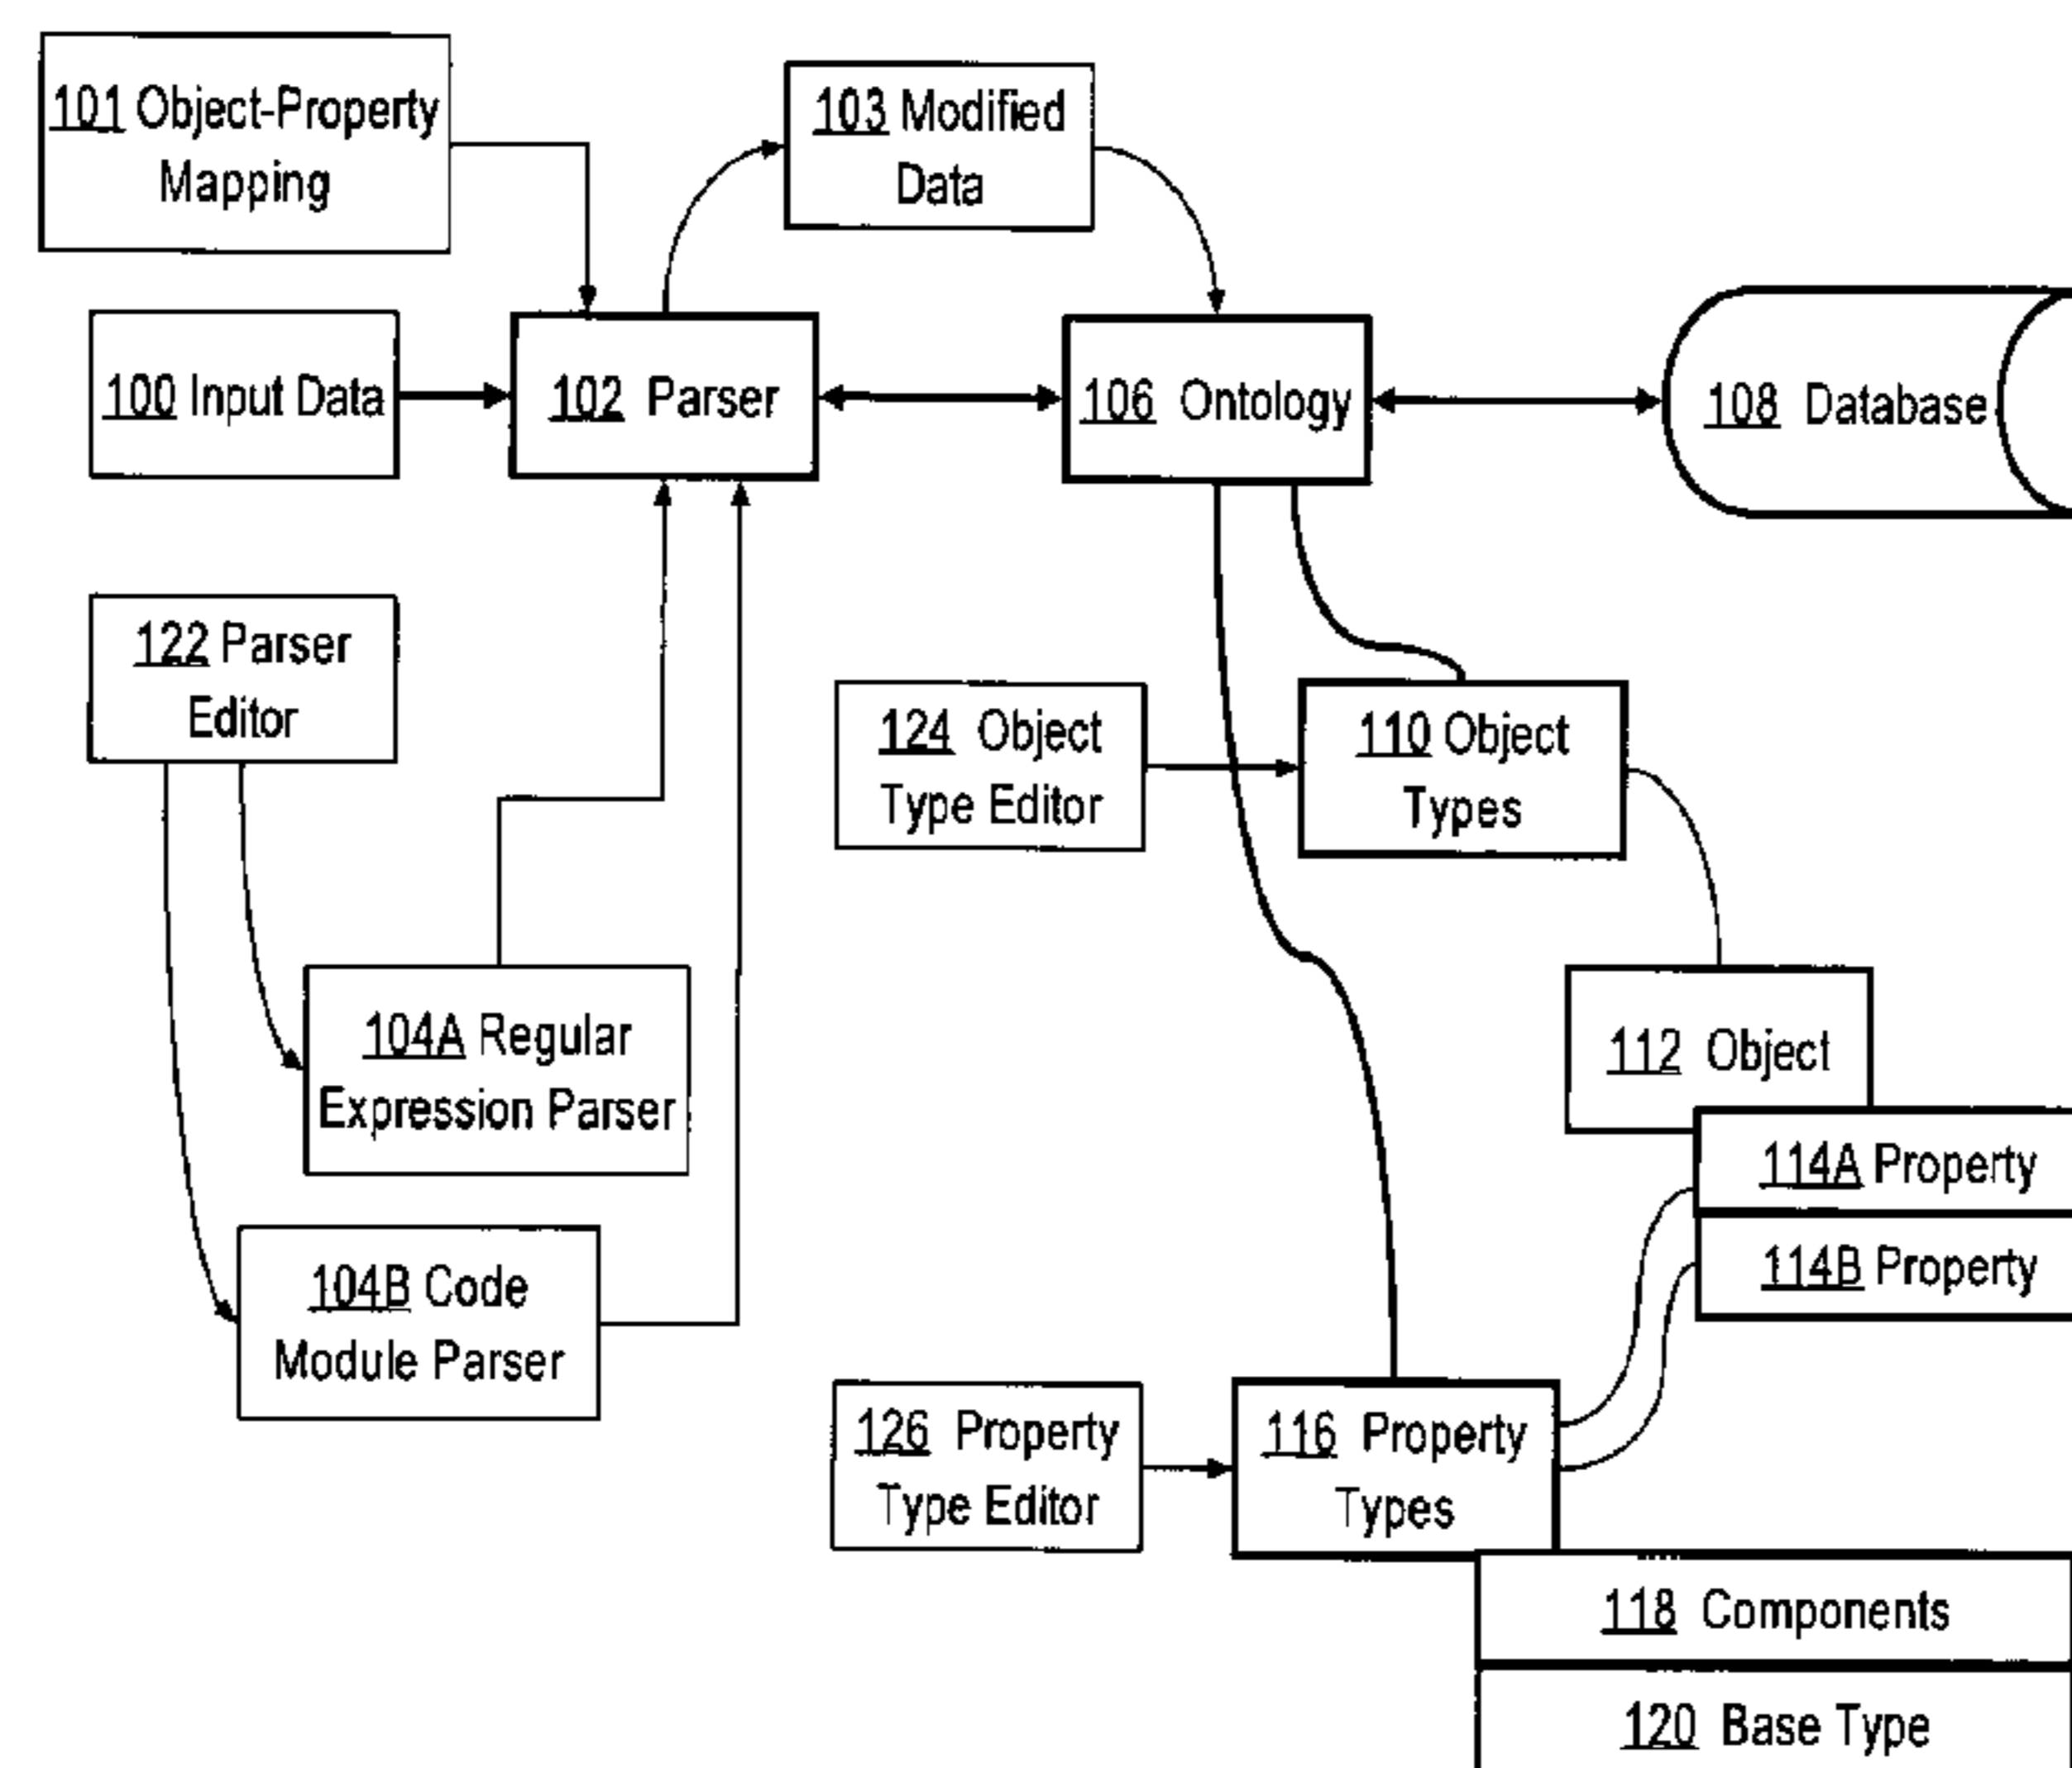 101 Object-Property
Mapping
103 Modified
Data
100 Input Data
102 Parser
106 Ontology
108 Database
122 Parser
Editor
124 Object
Type Editor
110 Object
Types
104A Regular
Expression Parser
112 Object
114A Property
114B Property
104B Code
Module Parser
126 Property
Type Editor
116 Property
Types
118 Components
120 Base Type